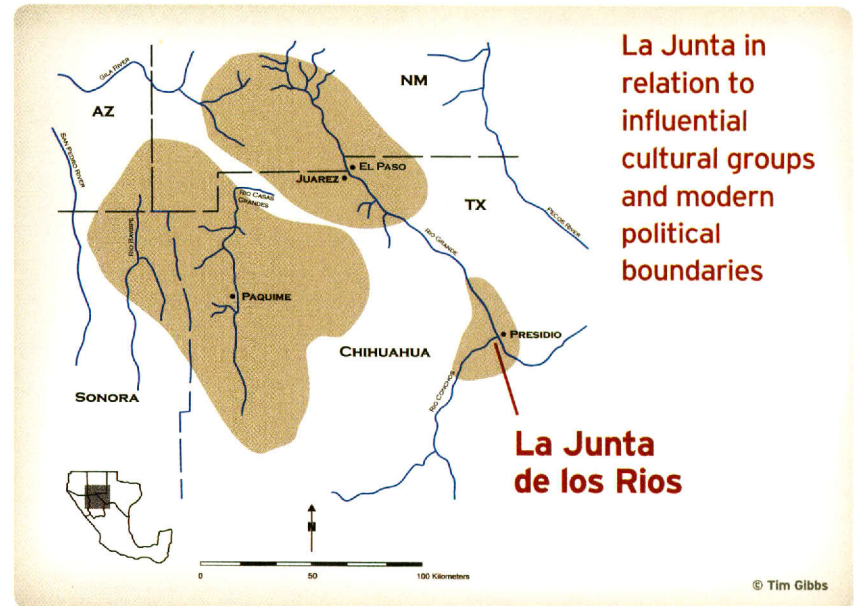 La Junta in
relation to
influential
cultural groups
and modern
political
boundaries
GILA RIVER
AZ
NM
SAN PEDRO RIVER
EL PASO
JUAREZ
TX
RIO CASAS
GRANDES
PECOS RIVER
RIO BAVISPE
RIO GRANDE
PAQUIME
PRESIDIO
CHIHUAHUA
RIO CONCHOS
SONORA
La Junta
de los Rios
N
0 50 100 Kilometers
© Tim Gibbs